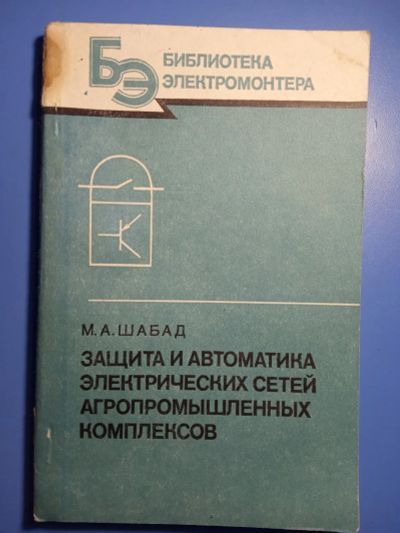 БЭ
БИБЛИОТЕКА
ЭЛЕКТРОМОНТЕРА
М.А.ШАБАД
ЗАЩИТА И АВТОМАТИКА
ЭЛЕКТРИЧЕСКИХ СЕТЕЙ
АГРОПРОМЫШЛЕННЫХ
КОМПЛЕКСОВ